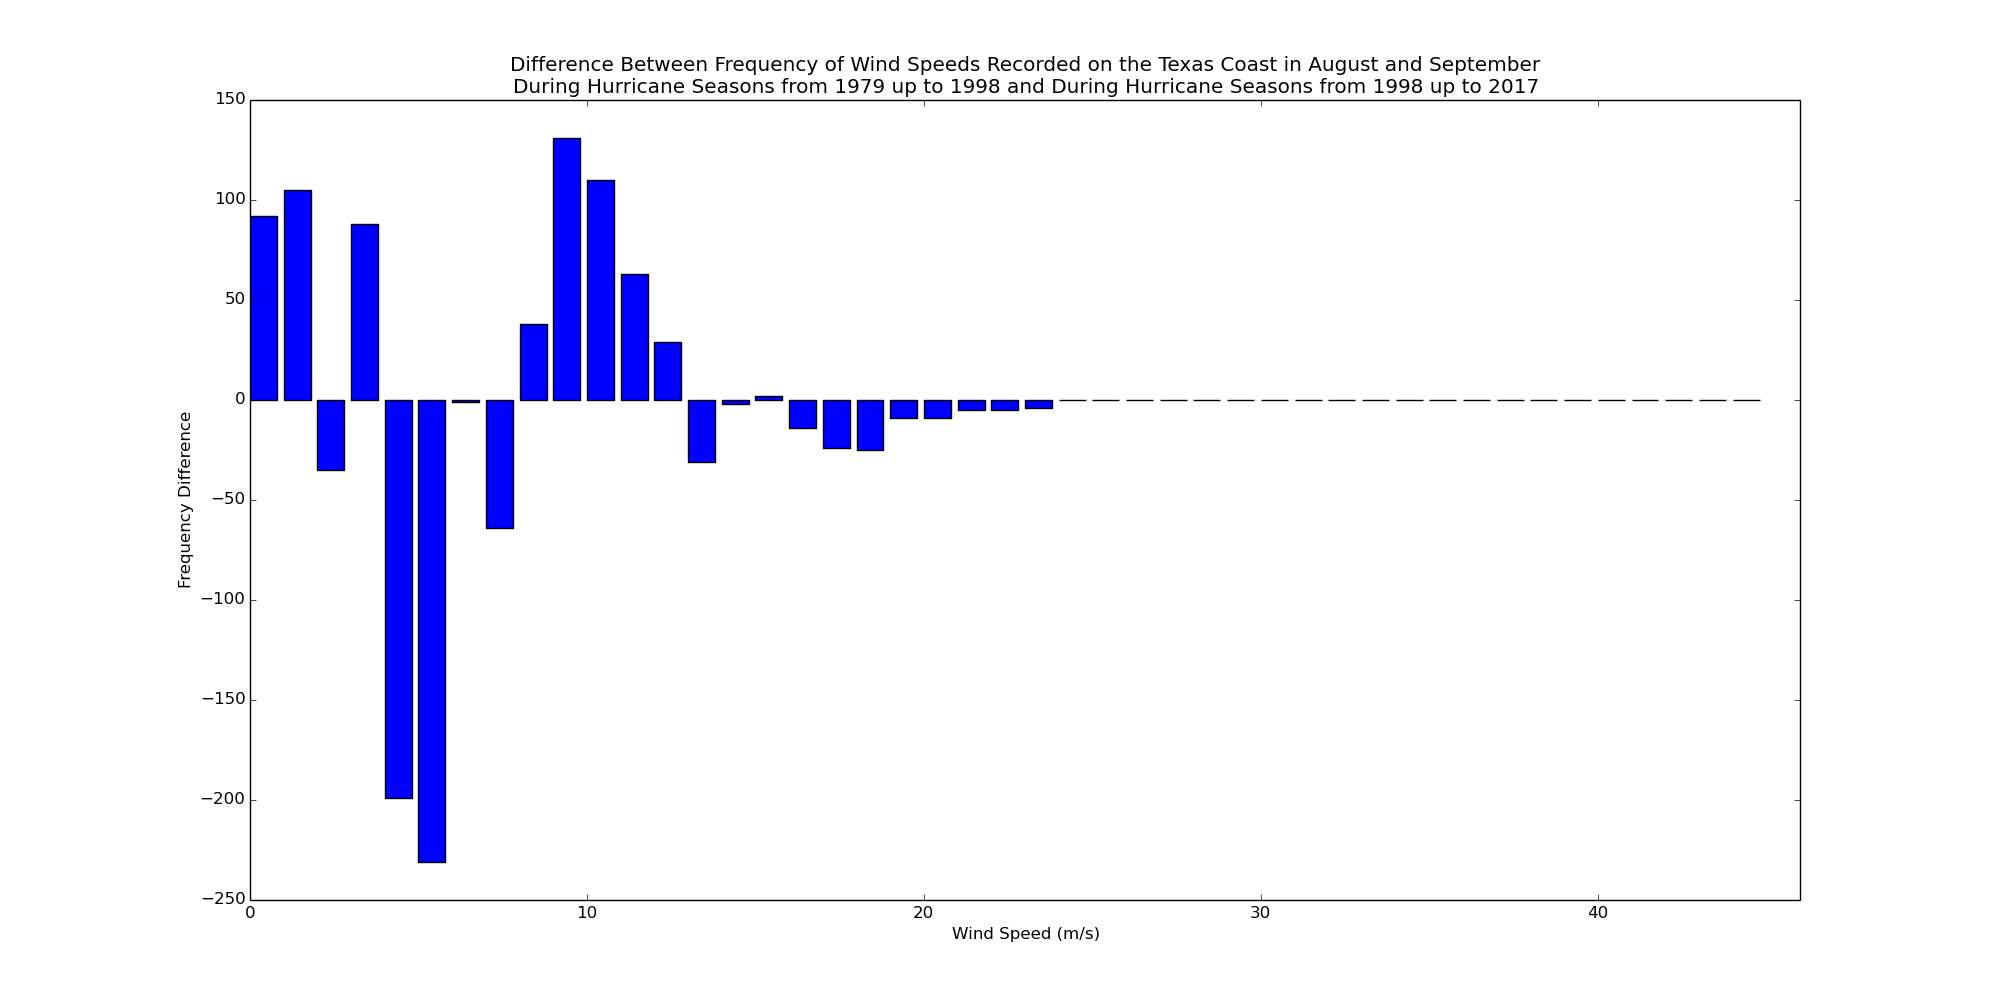 Difference Between Frequency of Wind Speeds Recorded on the Texas Coast in August and September
During Hurricane Seasons from 1979 up to 1998 and During Hurricane Seasons from 1998 up to 2017
150
100
50
0
−50
−100
−150
−200
−250
Frequency Difference
0 10 20 30 40
Wind Speed (m/s)